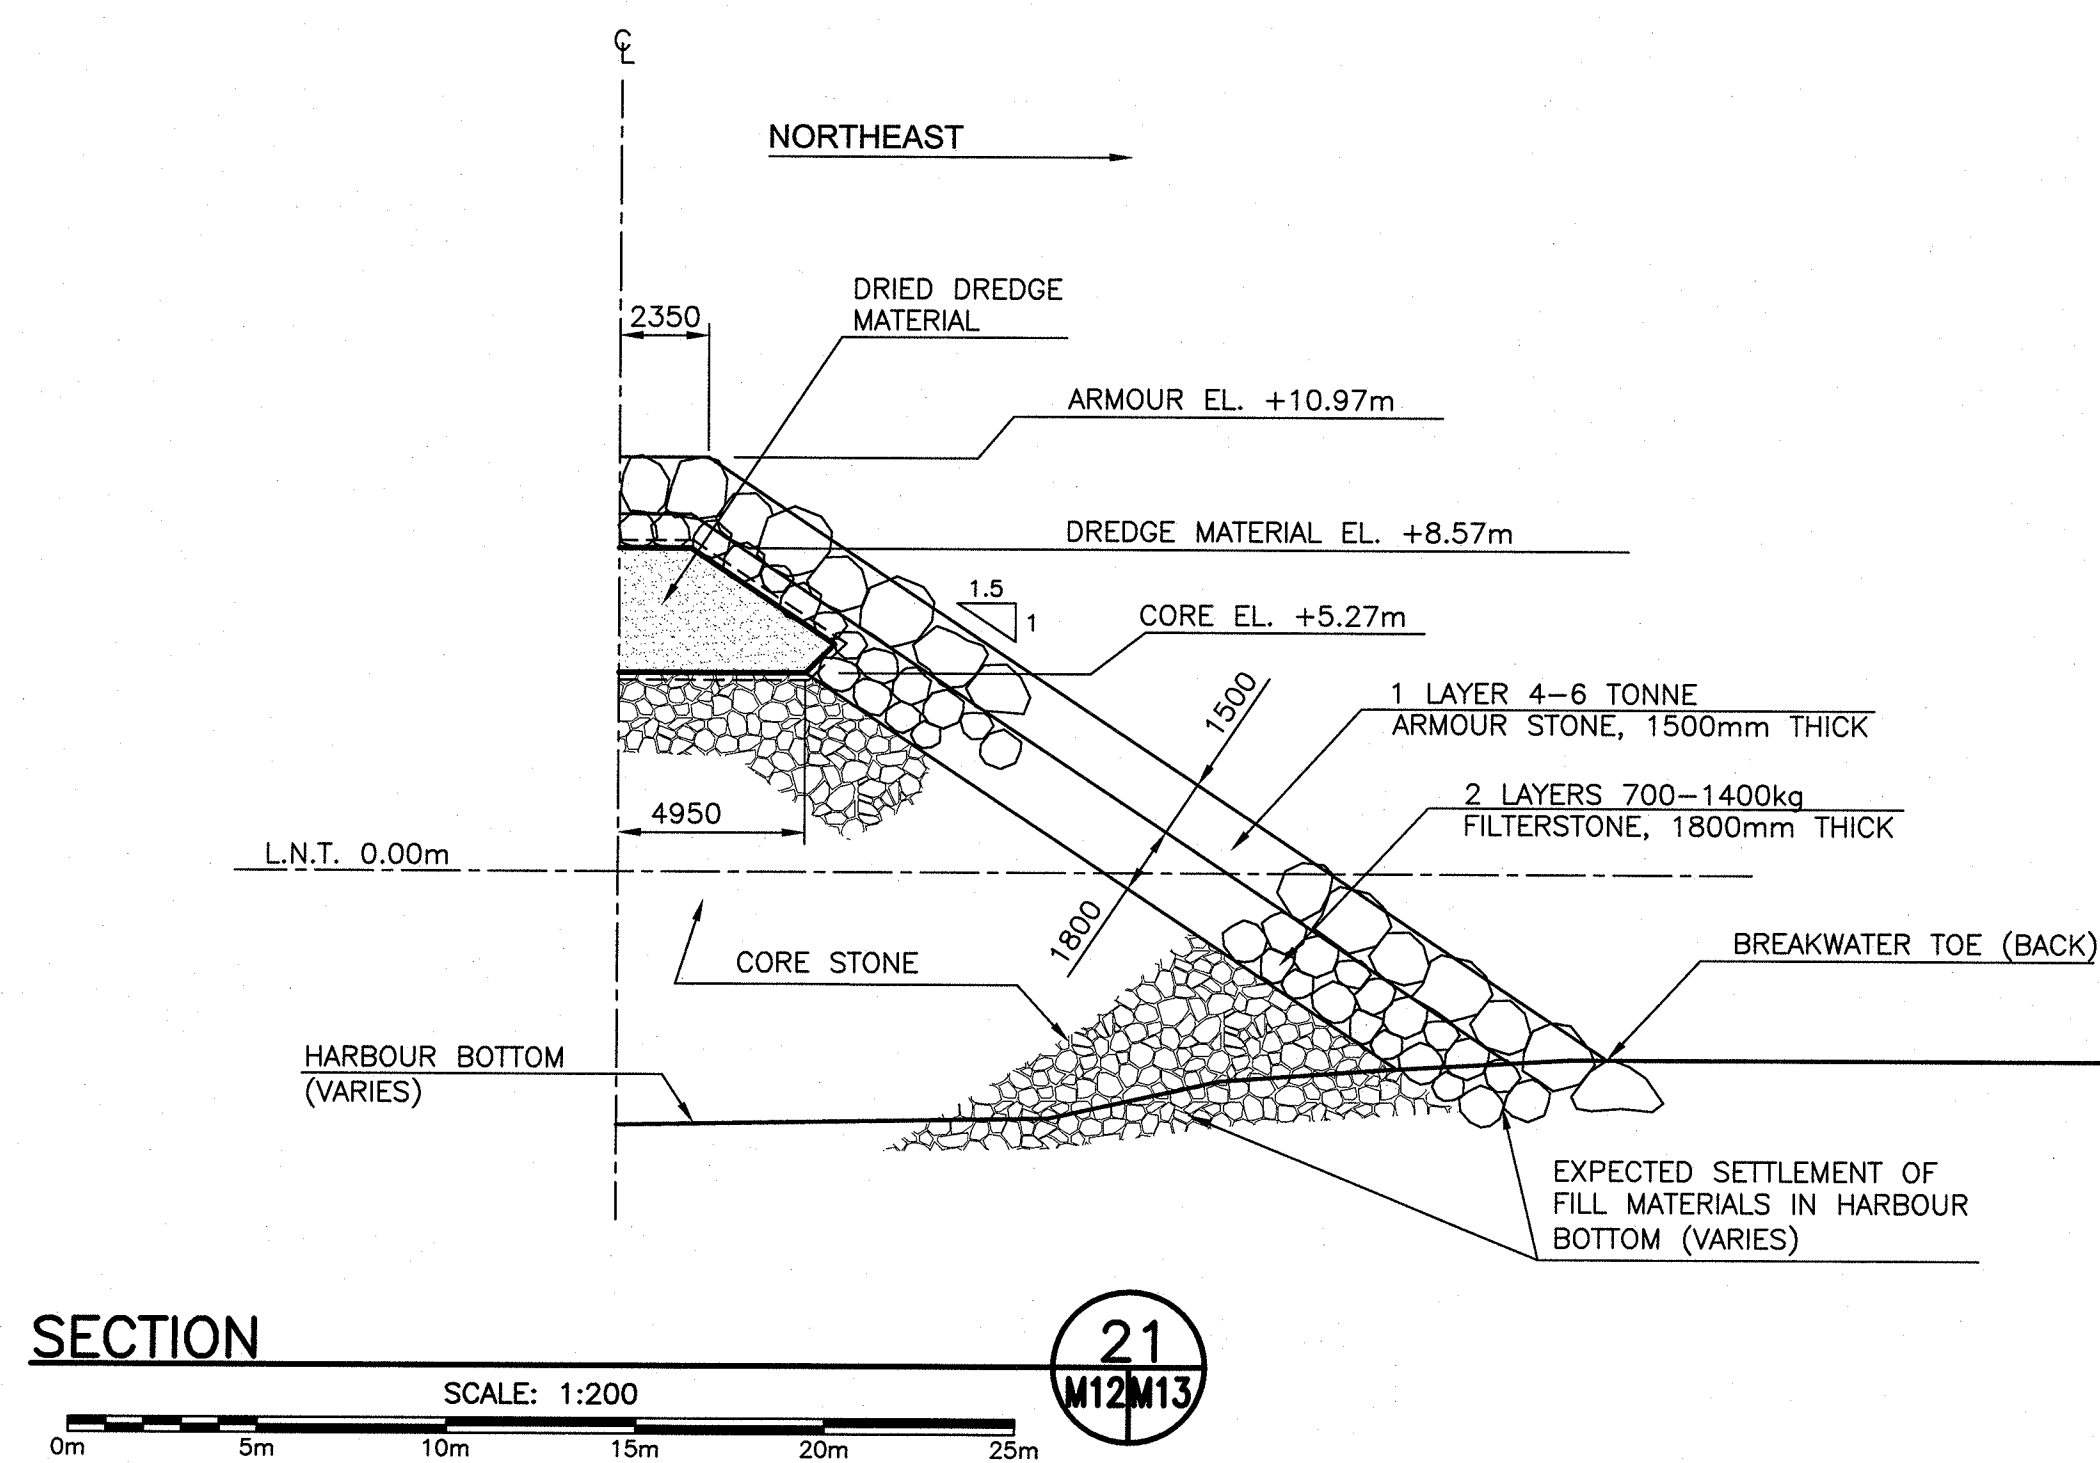 ℄
NORTHEAST
DRIED DREDGE
MATERIAL
2350
ARMOUR EL. +10.97m
DREDGE MATERIAL EL. +8.57m
1.5
1
CORE EL. +5.27m
1500
1 LAYER 4-6 TONNE
ARMOUR STONE, 1500mm THICK
2 LAYERS 700-1400kg
FILTERSTONE, 1800mm THICK
4950
L.N.T. 0.00m
1800
BREAKWATER TOE (BACK)
CORE STONE
HARBOUR BOTTOM
(VARIES)
EXPECTED SETTLEMENT OF
FILL MATERIALS IN HARBOUR
BOTTOM (VARIES)
SECTION
21
M12 M13
SCALE: 1:200
0m 5m 10m 15m 20m 25m